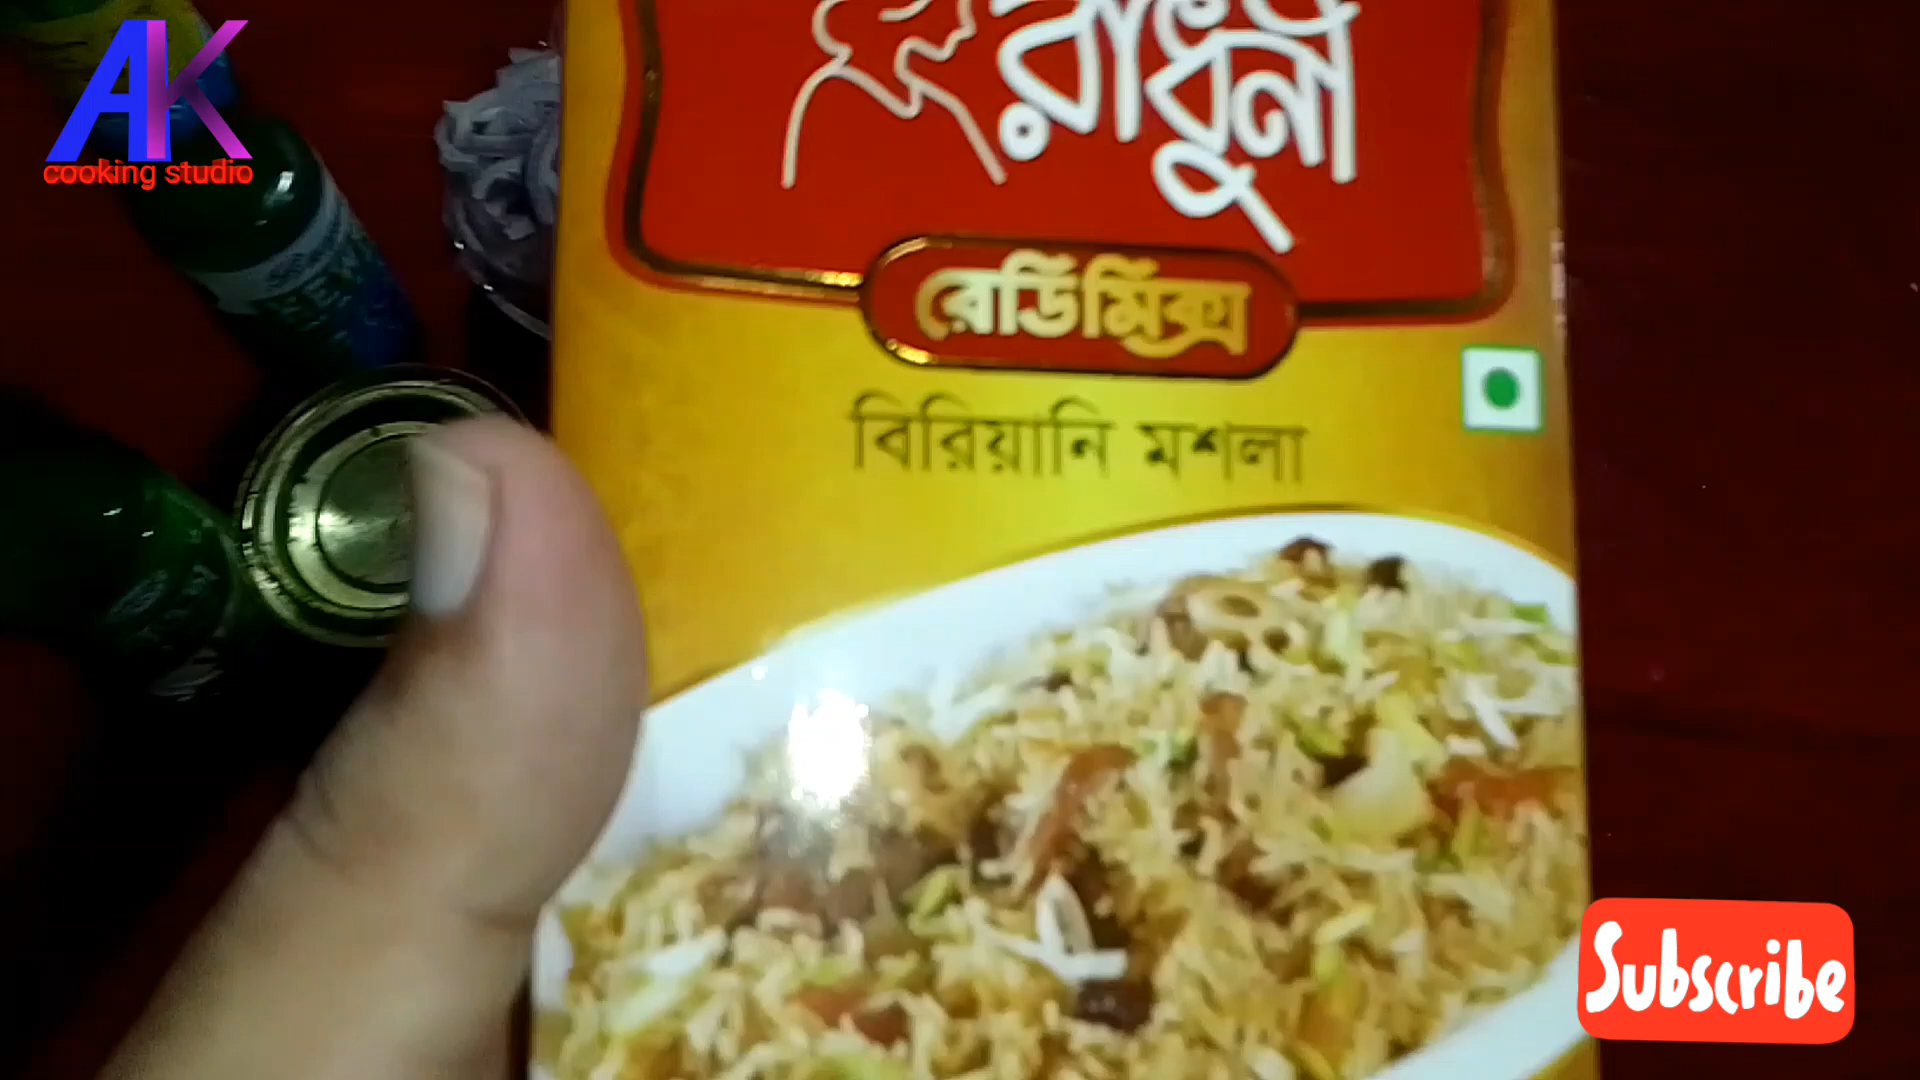 AK
cooking studio
রাঁধুনী
রেডিমিক্স
বিরিয়ানি মশলা
Subscribe